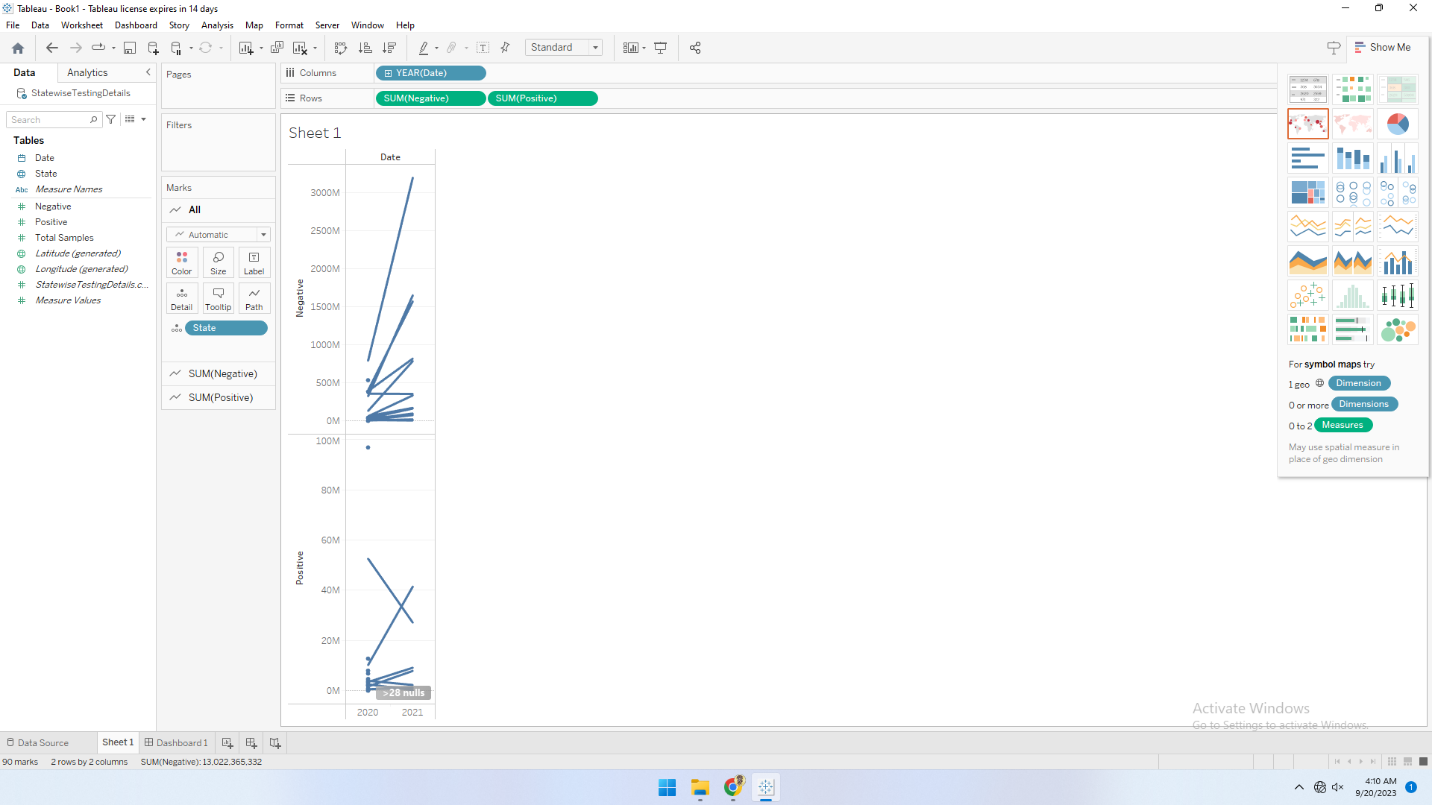 Tableau - Book1 - Tableau license expires in 14 days
File Data Worksheet Dashboard Story Analysis Map Format Server Window Help
Standard
Show Me
Data Analytics
StatewiseTestingDetails
Search
Tables
Date
State
Abc Measure Names
Negative
Positive
Total Samples
Latitude (generated)
Longitude (generated)
StatewiseTestingDetails.c...
Measure Values
Pages
Filters
Marks
All
Automatic
Color Size Label
Detail Tooltip Path
State
SUM(Negative)
SUM(Positive)
Columns YEAR(Date)
Rows SUM(Negative) SUM(Positive)
Sheet 1
Date
3000M
2500M
2000M
1500M
1000M
500M
0M
Negative
100M
80M
60M
40M
20M
0M
Positive
>28 nulls
2020 2021
For symbol maps try
1 geo Dimension
0 or more Dimensions
0 to 2 Measures
May use spatial measure in
place of geo dimension
Activate Windows
Go to Settings to activate Windows.
Data Source Sheet 1 Dashboard 1
90 marks 2 rows by 2 columns SUM(Negative): 13.022.365,332
4:10 AM
9/20/2023
1